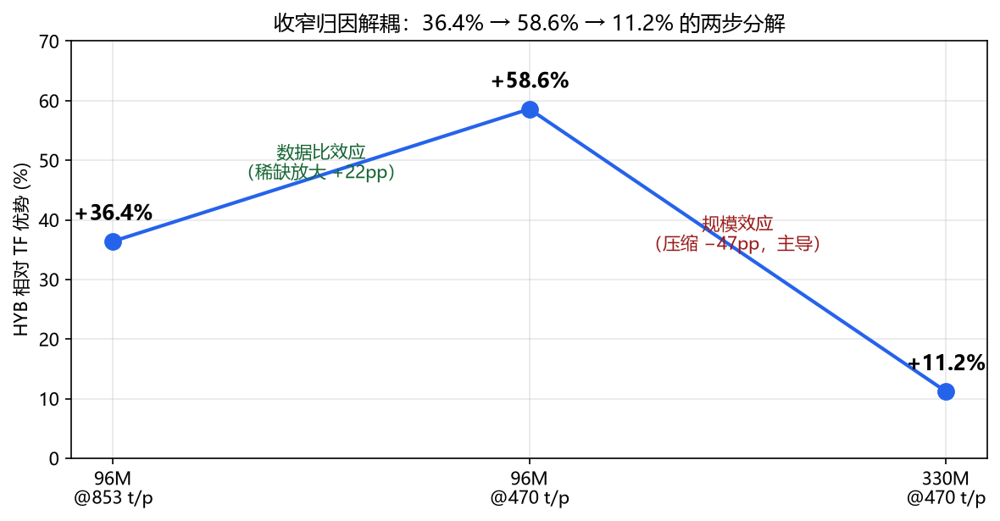 收窄归因解耦：36.4% → 58.6% → 11.2% 的两步分解
HYB 相对 TF 优势 (%)
70
60
50
40
30
20
10
0
+36.4%
+58.6%
+11.2%
数据比效应
（稀缺放大 +22pp）
规模效应
（压缩 −47pp，主导）
96M
@853 t/p
96M
@470 t/p
330M
@470 t/p